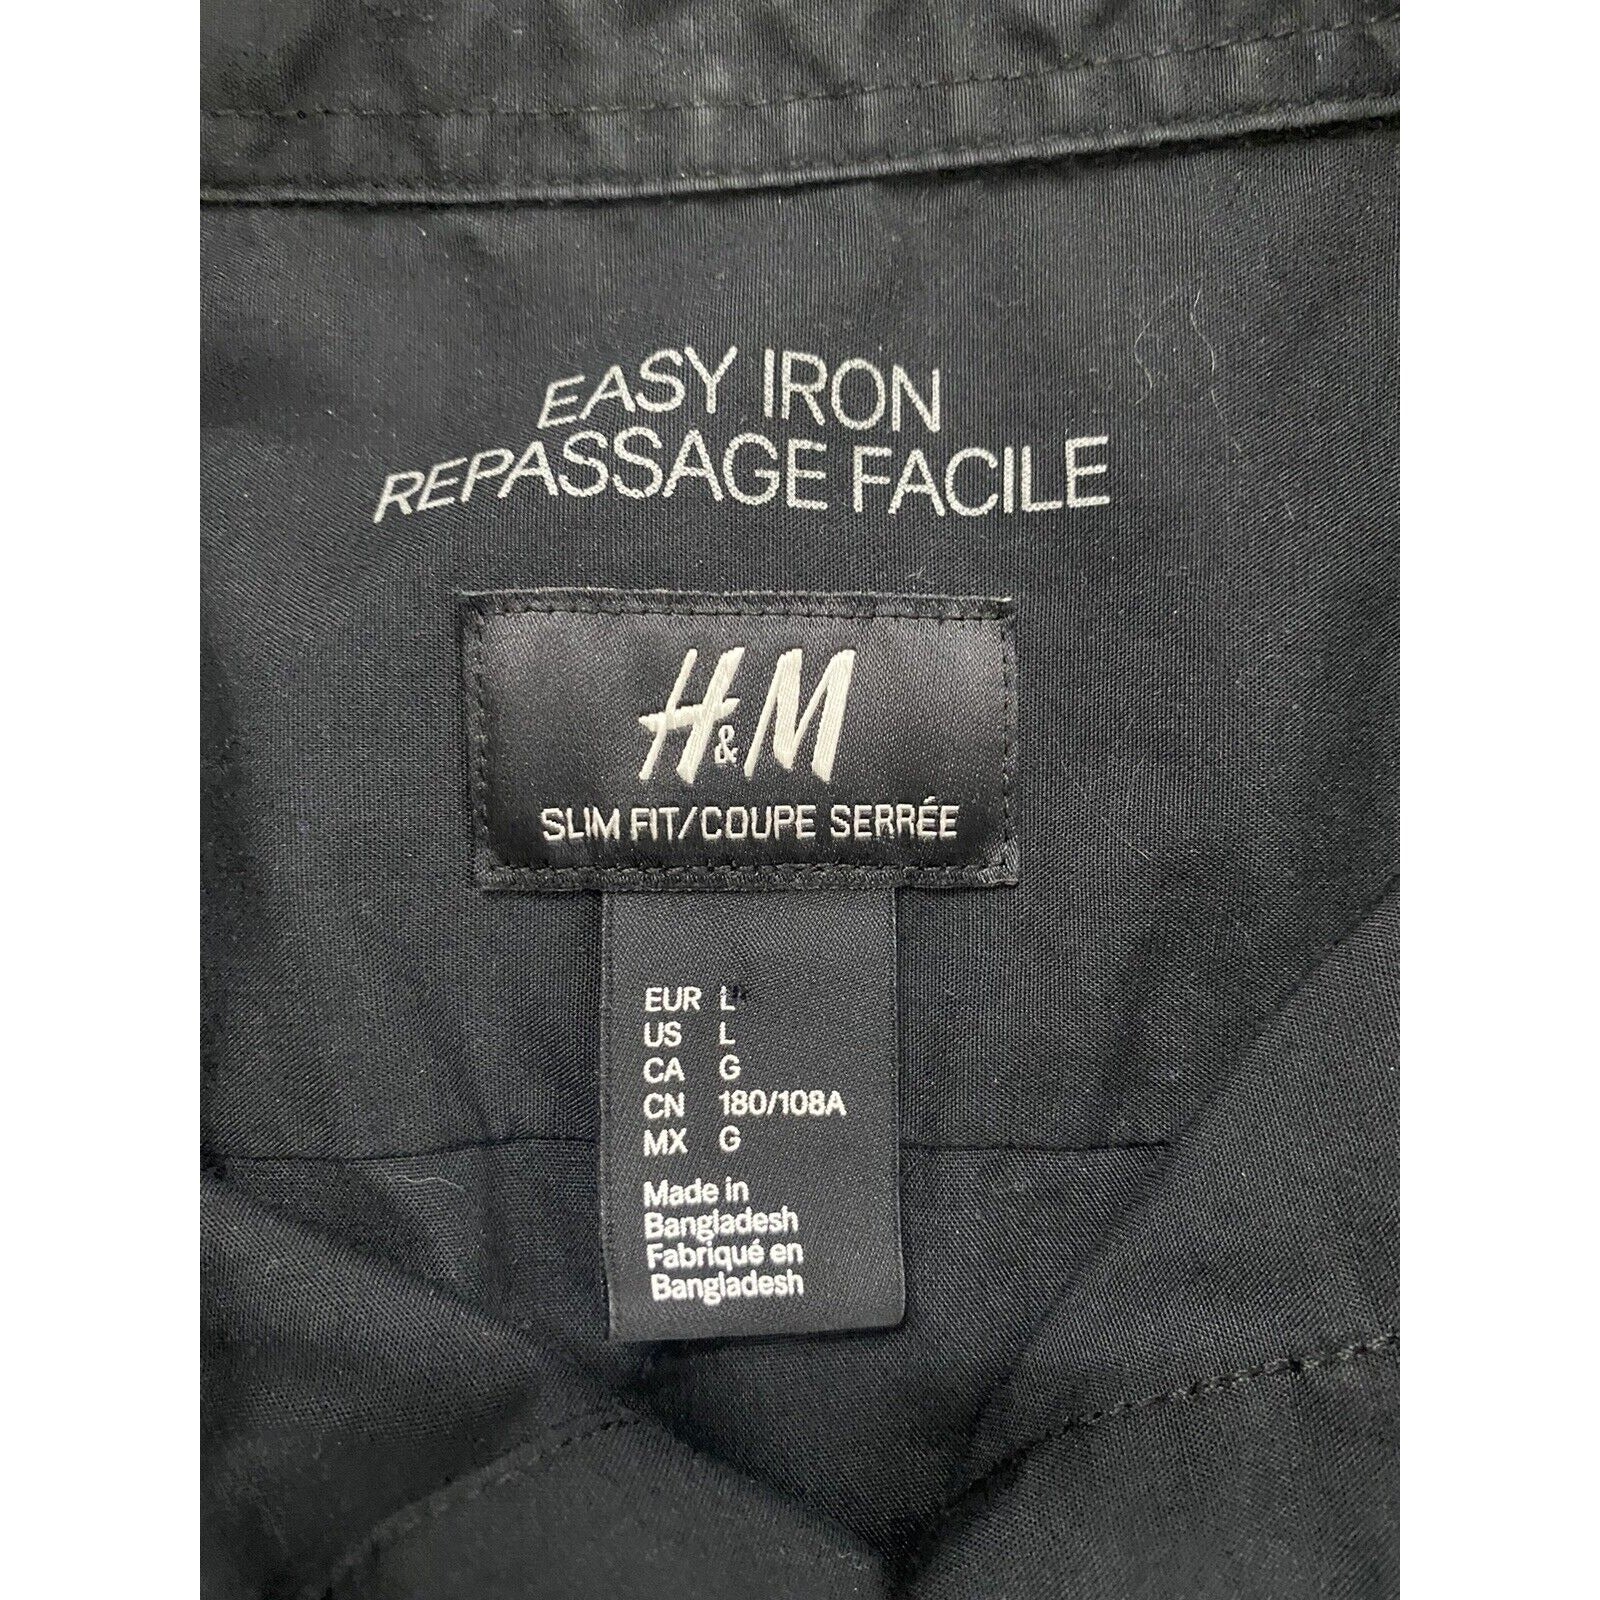 EASY IRON
REPASSAGE FACILE
H&M
SLIM FIT/COUPE SERRÉE
EUR L
US L
CA G
CN 180/108A
MX G
Made in
Bangladesh
Fabriqué en
Bangladesh